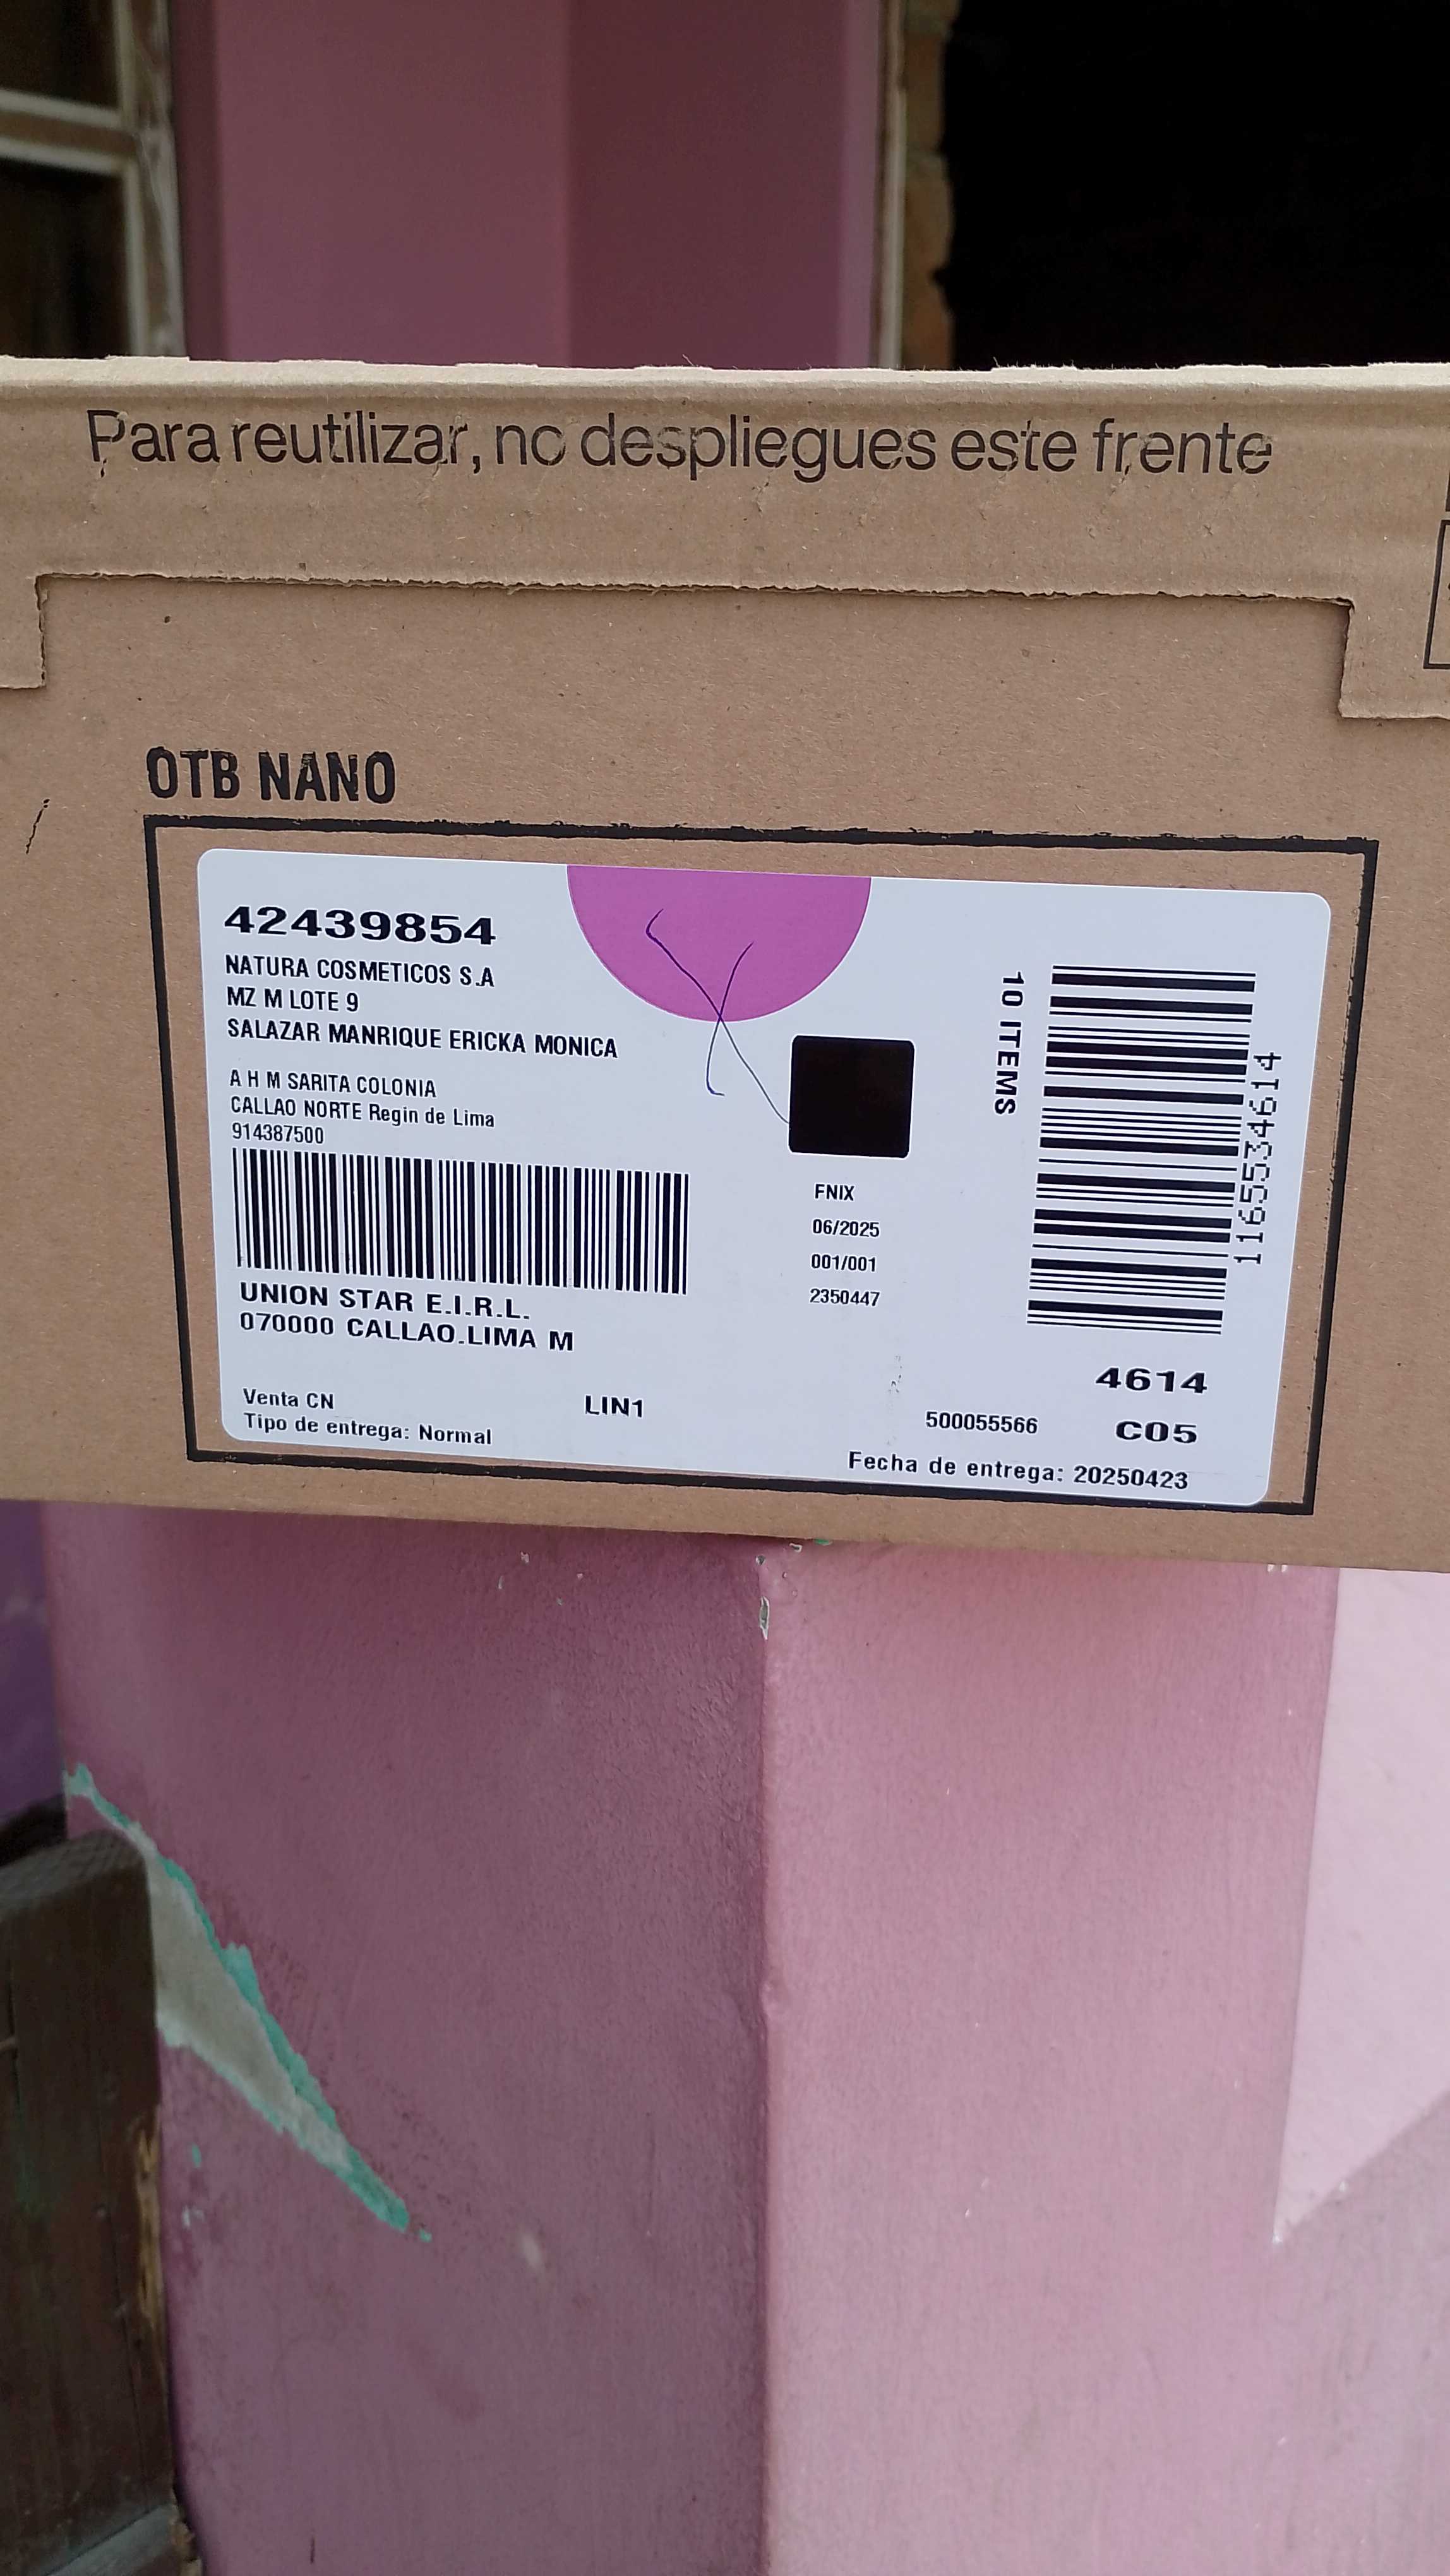 Para reutilizar, no despliegues este frente
OTB NANO
42439854
NATURA COSMETICOS S.A
MZ M LOTE 9
SALAZAR MANRIQUE ERICKA MONICA
A H M SARITA COLONIA
CALLAO NORTE Regin de Lima
914387500
UNION STAR E.I.R.L.
070000 CALLAO.LIMA M
Venta CN
Tipo de entrega: Normal
LIN1
FNIX
06/2025
001/001
2350447
10 ITEMS
1165534614
4614
500055566
C05
Fecha de entrega: 20250423